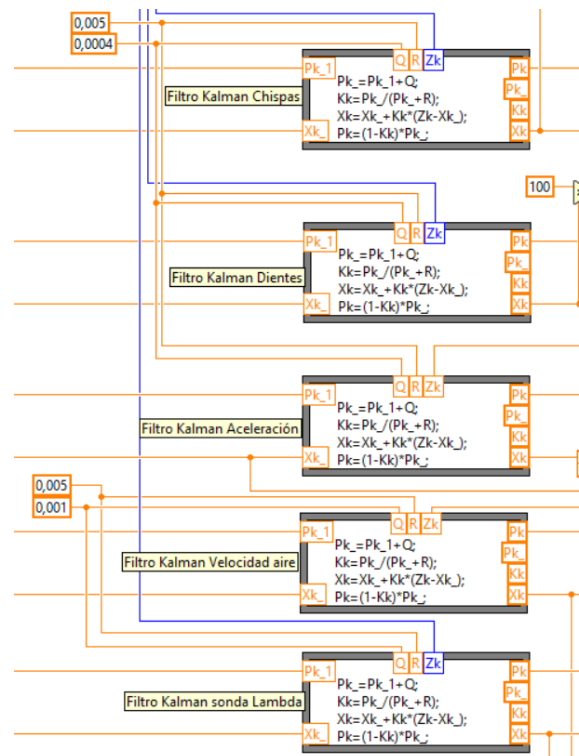 0,005
0,0004
Q R Zk
Pk_1
Pk_=Pk_1+Q;
Kk=Pk_/(Pk_+R);
Xk=Xk_+Kk*(Zk-Xk_);
Pk=(1-Kk)*Pk_;
Pk
Pk_
Kk
Xk
Filtro Kalman Chispas
Xk_
100
Q R Zk
Pk_1
Pk_=Pk_1+Q;
Kk=Pk_/(Pk_+R);
Xk=Xk_+Kk*(Zk-Xk_);
Pk=(1-Kk)*Pk_;
Pk
Pk_
Kk
Xk
Filtro Kalman Dientes
Xk_
Q R Zk
Pk_1
Pk_=Pk_1+Q;
Kk=Pk_/(Pk_+R);
Xk=Xk_+Kk*(Zk-Xk_);
Pk=(1-Kk)*Pk_;
Pk
Pk_
Kk
Xk
Filtro Kalman Aceleración
Xk_
0,005
0,001
Q R Zk
Pk_1
Pk_=Pk_1+Q;
Kk=Pk_/(Pk_+R);
Xk=Xk_+Kk*(Zk-Xk_);
Pk=(1-Kk)*Pk_;
Pk
Pk_
Kk
Xk
Filtro Kalman Velocidad aire
Xk_
Q R Zk
Pk_1
Pk_=Pk_1+Q;
Kk=Pk_/(Pk_+R);
Xk=Xk_+Kk*(Zk-Xk_);
Pk=(1-Kk)*Pk_;
Pk
Pk_
Kk
Xk
Filtro Kalman sonda Lambda
Xk_